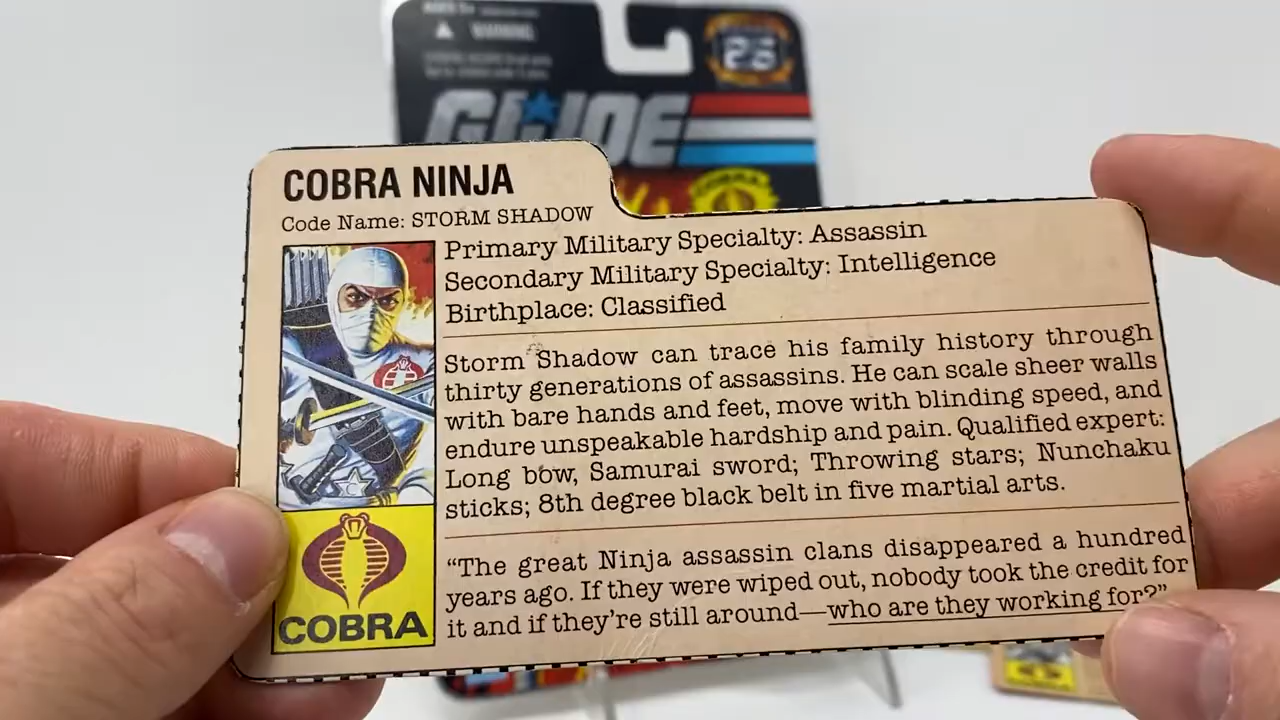 WARNING
25
GI JOE
COBRA
COBRA NINJA
Code Name: STORM SHADOW
Primary Military Specialty: Assassin
Secondary Military Specialty: Intelligence
Birthplace: Classified
Storm Shadow can trace his family history through
thirty generations of assassins. He can scale sheer walls
with bare hands and feet, move with blinding speed, and
endure unspeakable hardship and pain. Qualified expert:
Long bow, Samurai sword; Throwing stars; Nunchaku
sticks; 8th degree black belt in five martial arts.
“The great Ninja assassin clans disappeared a hundred
years ago. If they were wiped out, nobody took the credit for
it and if they’re still around—who are they working for?”
COBRA